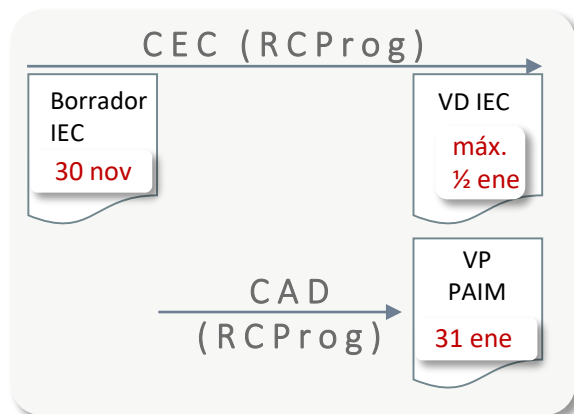 CEC (RCProg)
Borrador
IEC
30 nov
VD IEC
máx.
½ ene
CAD
(RCProg)
VP
PAIM
31 ene